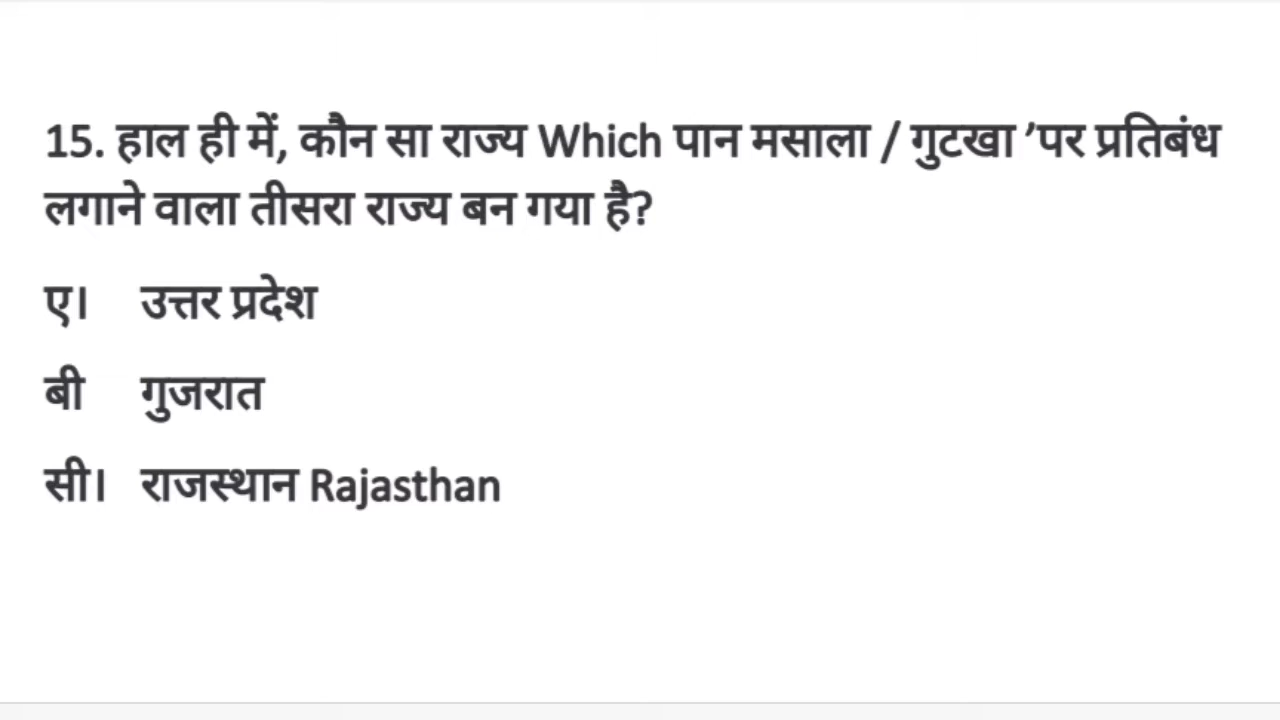 15. हाल ही में, कौन सा राज्य Which पान मसाला / गुटखा ’पर प्रतिबंध
लगाने वाला तीसरा राज्य बन गया है?
ए। उत्तर प्रदेश
बी गुजरात
सी। राजस्थान Rajasthan